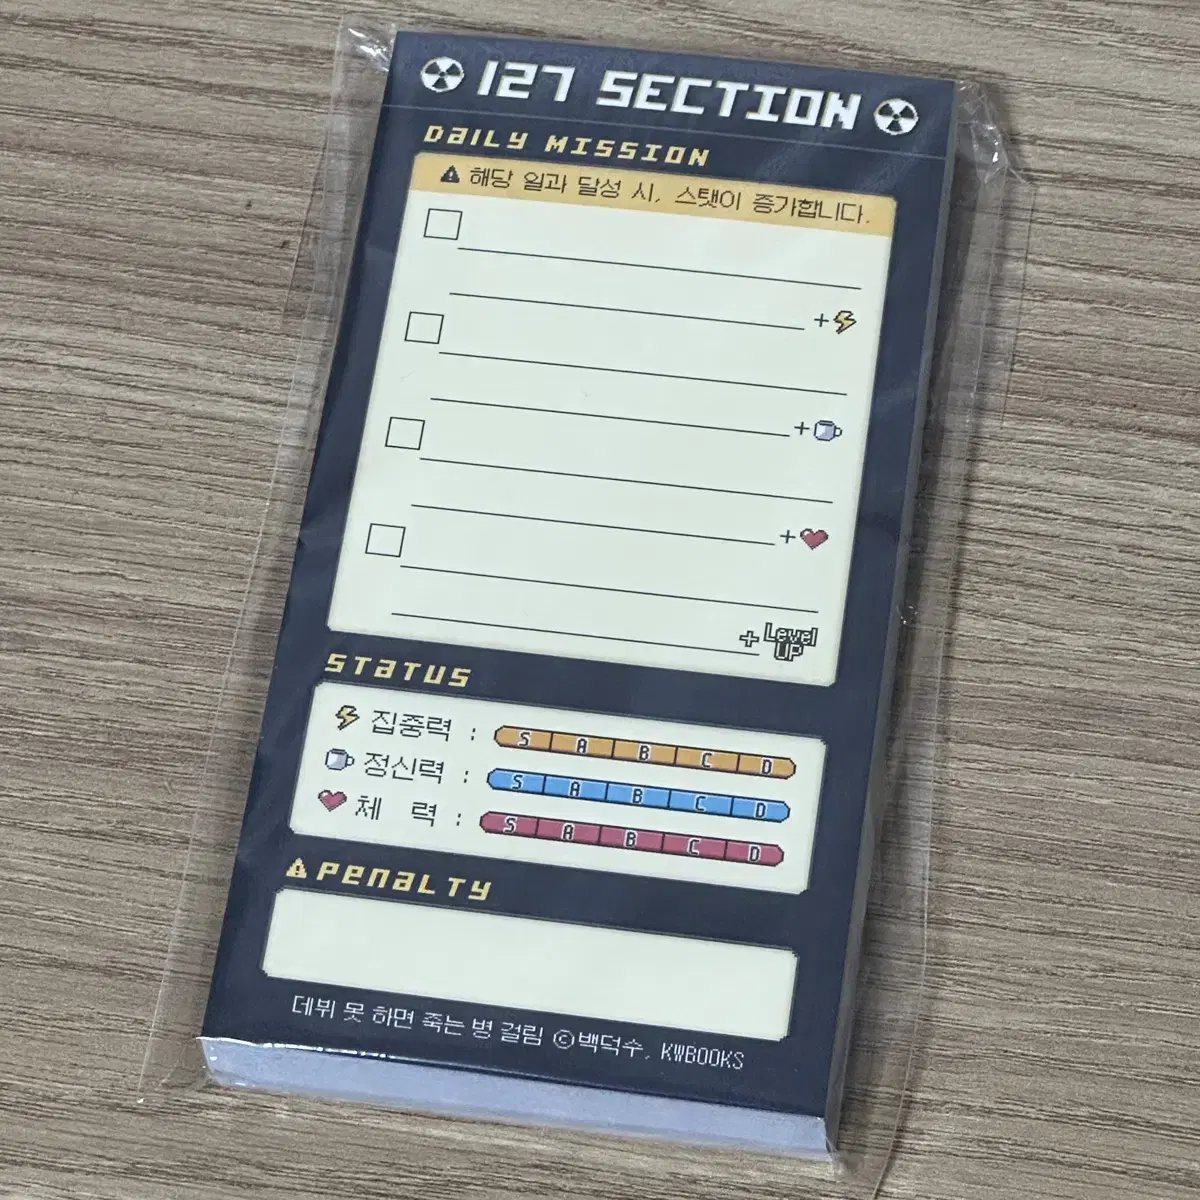 127 SECTION
DAILY MISSION
해당 일과 달성 시, 스탯이 증가합니다.
+
+
+
+ Level UP
STATUS
집중력 : S A B C D
정신력 : S A B C D
체 력 : S A B C D
PENALTY
데뷔 못 하면 죽는 병 걸림 ©백덕수, KWBOOKS